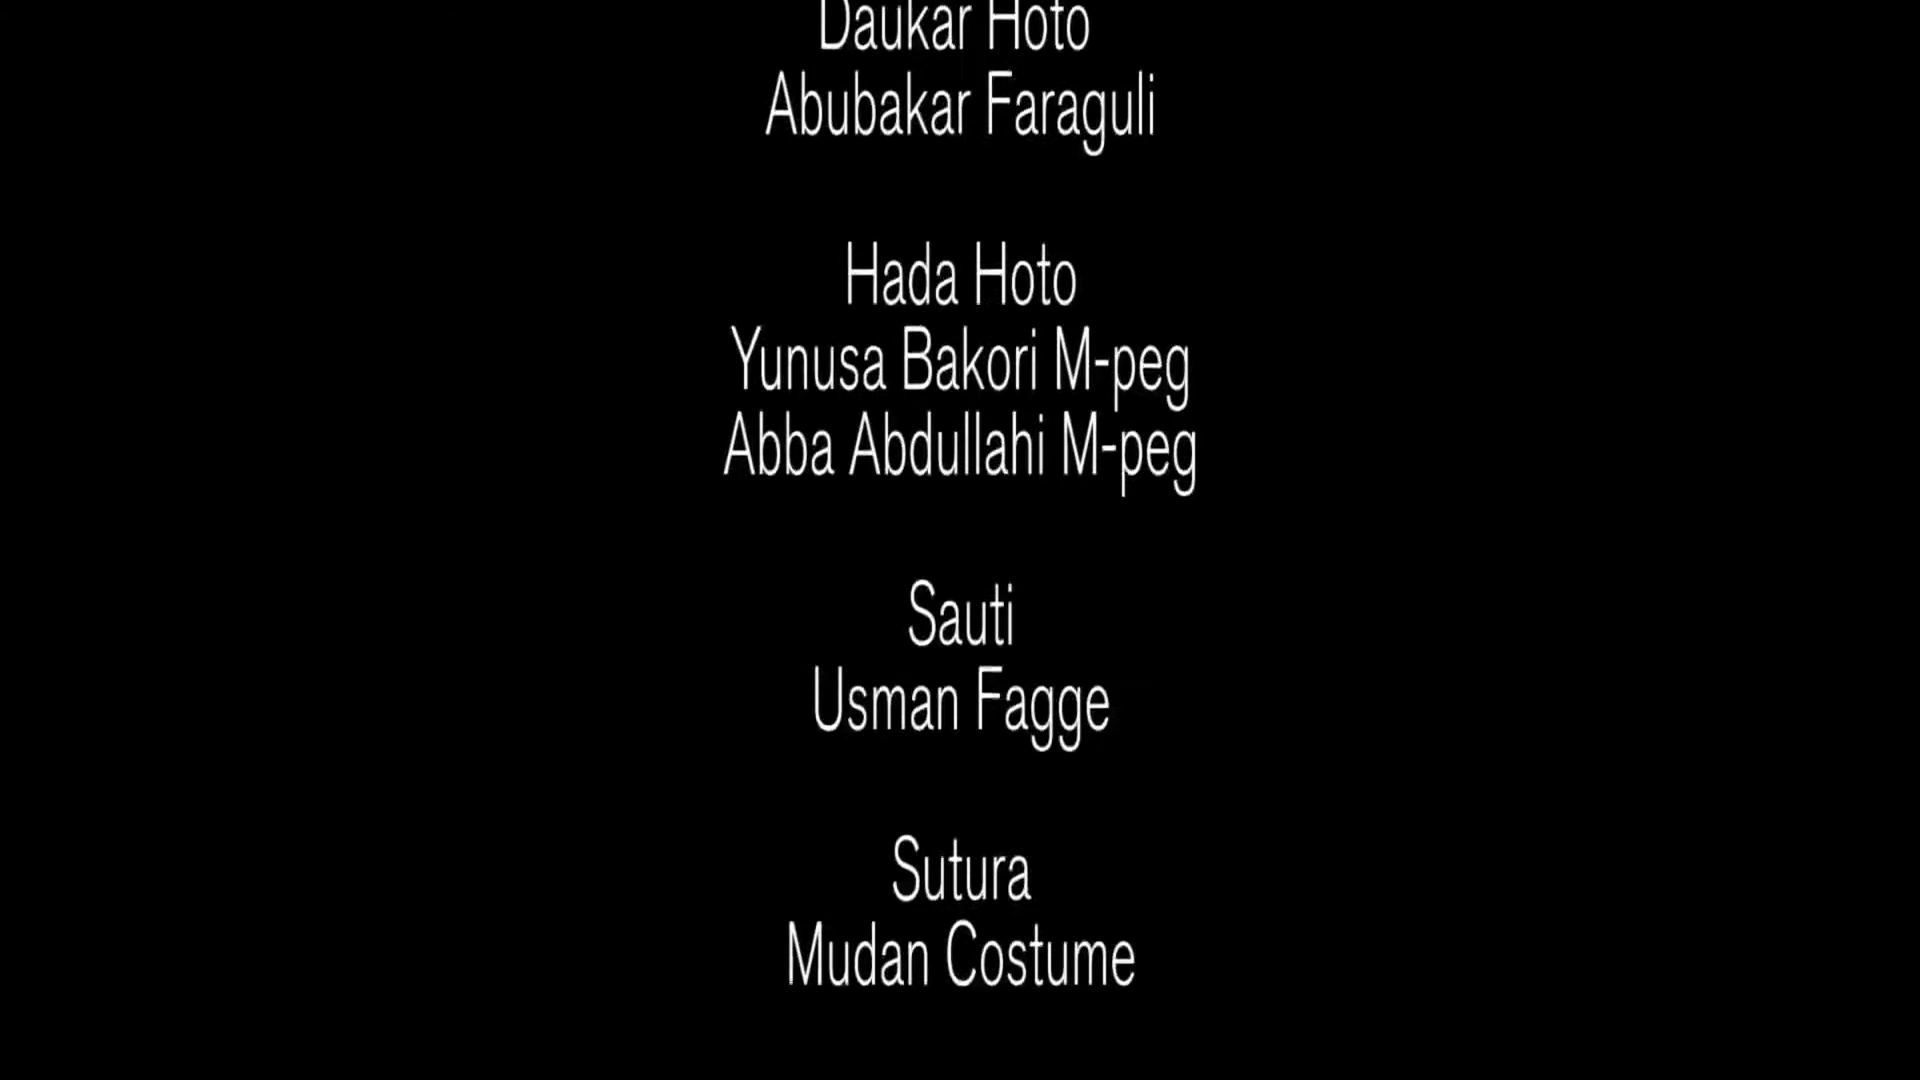 Daukar Hoto
Abubakar Faraguli
Hada Hoto
Yunusa Bakori M-peg
Abba Abdullahi M-peg
Sauti
Usman Fagge
Sutura
Mudan Costume